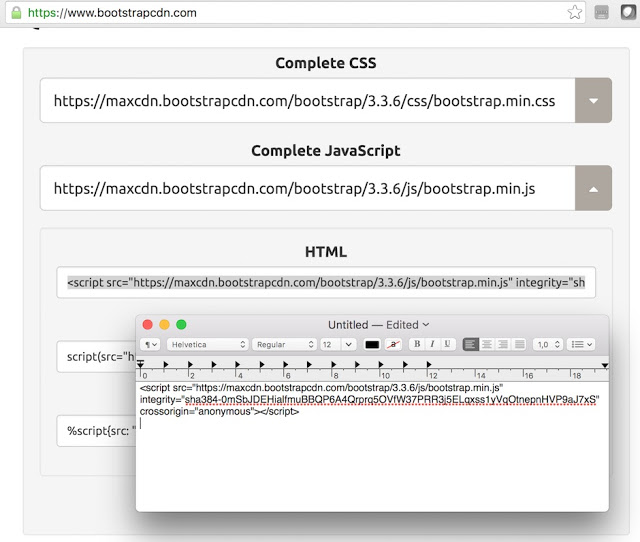 https://www.bootstrapcdn.com
Complete CSS
https://maxcdn.bootstrapcdn.com/bootstrap/3.3.6/css/bootstrap.min.css
Complete JavaScript
https://maxcdn.bootstrapcdn.com/bootstrap/3.3.6/js/bootstrap.min.js
HTML
<script src="https://maxcdn.bootstrapcdn.com/bootstrap/3.3.6/js/bootstrap.min.js" integrity="sh
Untitled — Edited
script{src="h
Helvetica Regular 12 a B I U 1,0
0 2 4 6 8 10 12 14 16 18
<script src="https://maxcdn.bootstrapcdn.com/bootstrap/3.3.6/js/bootstrap.min.js"
integrity="sha384-0mSbJDEHialfmuBBQP6A4Qrprq5OVfW37PRR3j5ELqxss1yVqOtnepnHVP9aJ7xS"
crossorigin="anonymous"></script>
%script{src: "